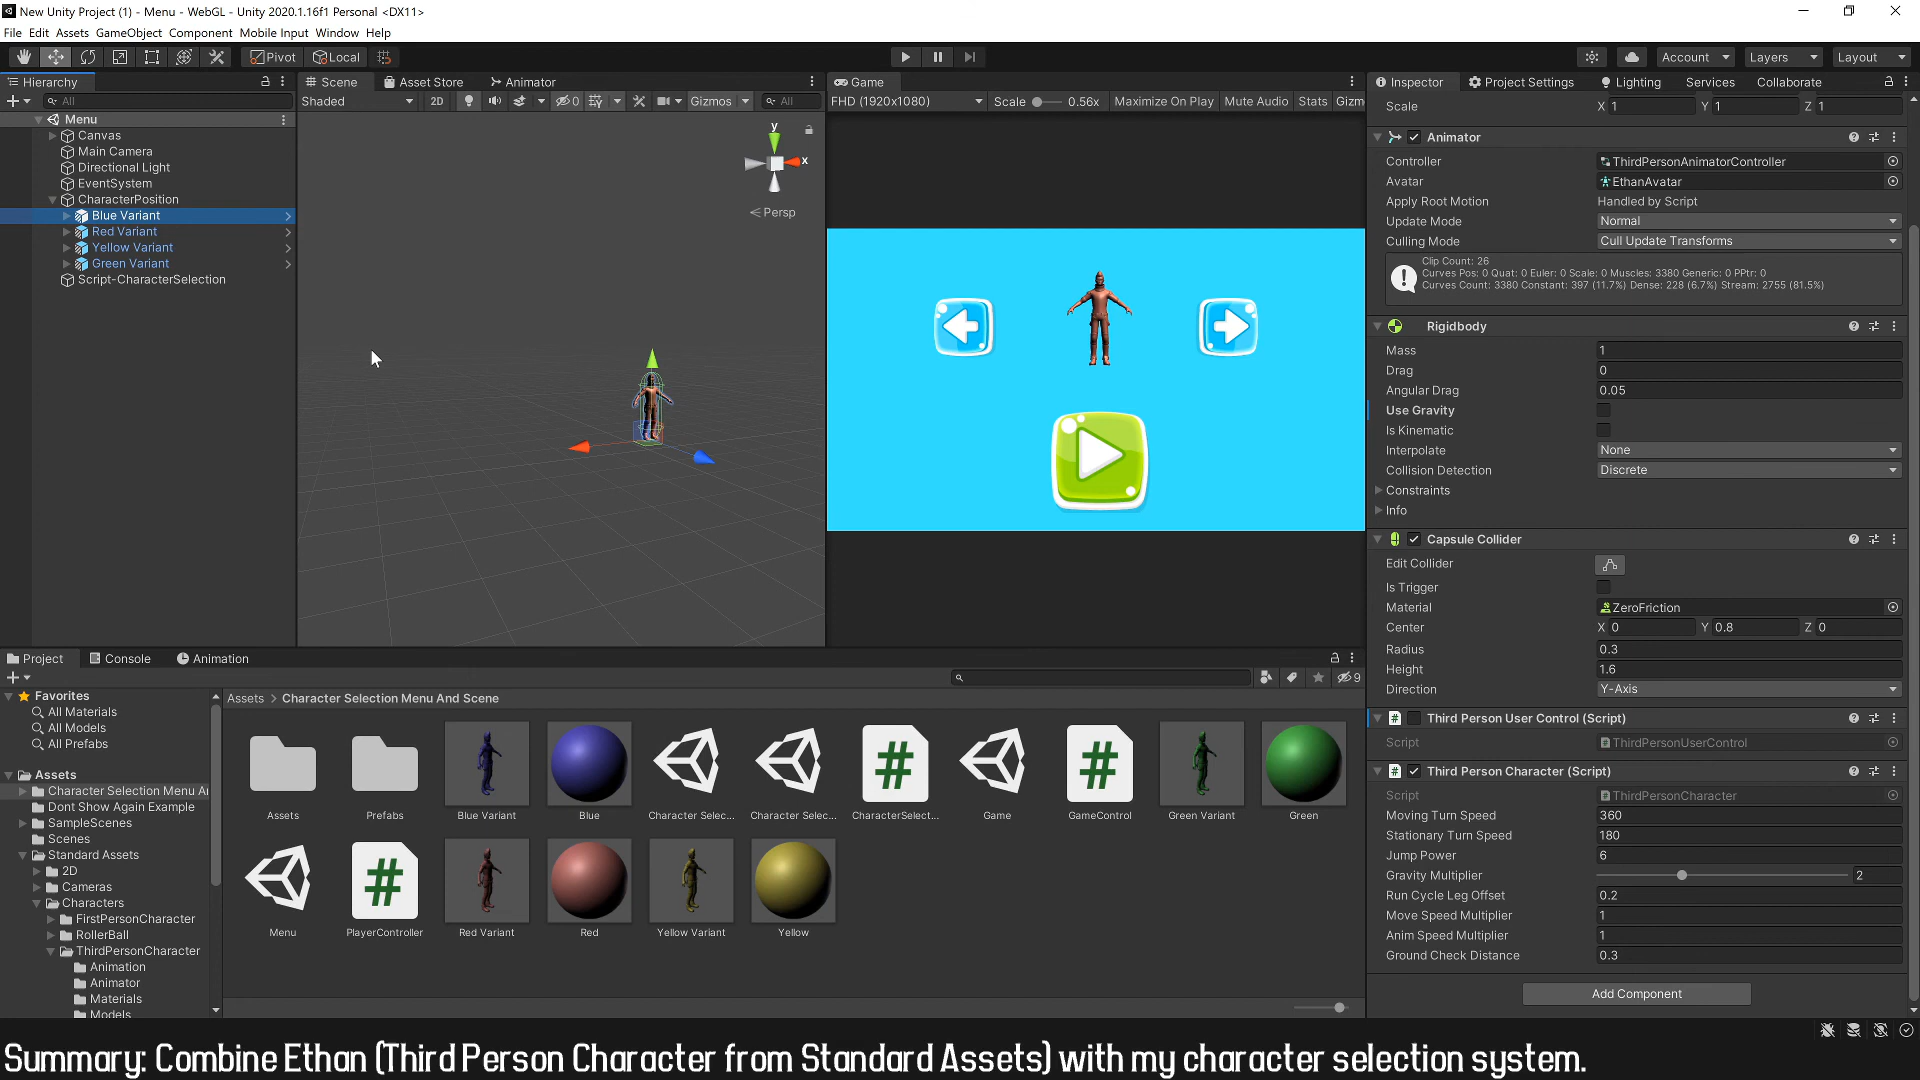 New Unity Project (1) - Menu - WebGL - Unity 2020.1.16f1 Personal <DX11>
File Edit Assets GameObject Component Mobile Input Window Help
Pivot Local Account Layers Layout
Hierarchy
All
Menu
Canvas
Main Camera
Directional Light
EventSystem
CharacterPosition
Blue Variant
Red Variant
Yellow Variant
Green Variant
Script-CharacterSelection
Scene Asset Store Animator
Shaded 2D 0 Gizmos All
y
x
Persp
Game
FHD (1920x1080) Scale 0.56x Maximize On Play Mute Audio Stats Gizm
Inspector Project Settings Lighting Services Collaborate
Scale X 1 Y 1 Z 1
Animator
Controller ThirdPersonAnimatorController
Avatar EthanAvatar
Apply Root Motion Handled by Script
Update Mode Normal
Culling Mode Cull Update Transforms
Clip Count: 26
Curves Pos: 0 Quat: 0 Euler: 0 Scale: 0 Muscles: 3380 Generic: 0 PPtr: 0
Curves Count: 3380 Constant: 397 (11.7%) Dense: 228 (6.7%) Stream: 2755 (81.5%)
Rigidbody
Mass 1
Drag 0
Angular Drag 0.05
Use Gravity
Is Kinematic
Interpolate None
Collision Detection Discrete
Constraints
Info
Capsule Collider
Edit Collider
Is Trigger
Material ZeroFriction
Center X 0 Y 0.8 Z 0
Radius 0.3
Height 1.6
Direction Y-Axis
Third Person User Control (Script)
Script ThirdPersonUserControl
Third Person Character (Script)
Script ThirdPersonCharacter
Moving Turn Speed 360
Stationary Turn Speed 180
Jump Power 6
Gravity Multiplier 2
Run Cycle Leg Offset 0.2
Move Speed Multiplier 1
Anim Speed Multiplier 1
Ground Check Distance 0.3
Add Component
Project Console Animation
9
Favorites
All Materials
All Models
All Prefabs
Assets
Character Selection Menu Ar
Dont Show Again Example
SampleScenes
Scenes
Standard Assets
2D
Cameras
Characters
FirstPersonCharacter
RollerBall
ThirdPersonCharacter
Animation
Animator
Materials
Models
Assets > Character Selection Menu And Scene
Assets Prefabs Blue Variant Blue Character Selec... Character Selec... CharacterSelect... Game GameControl Green Variant Green
Menu PlayerController Red Variant Red Yellow Variant Yellow
Summary: Combine Ethan (Third Person Character from Standard Assets) with my character selection system.